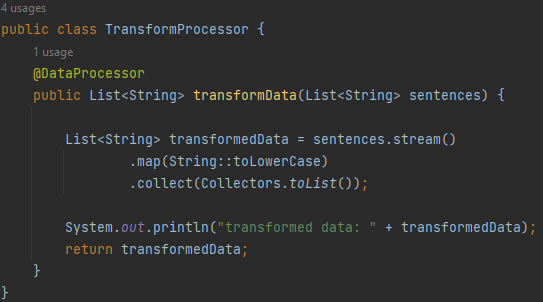 4 usages
public class TransformProcessor {
1 usage
@DataProcessor
public List<String> transformData(List<String> sentences) {
List<String> transformedData = sentences.stream()
.map(String::toLowerCase)
.collect(Collectors.toList());
System.out.println("transformed data: " + transformedData);
return transformedData;
}
}